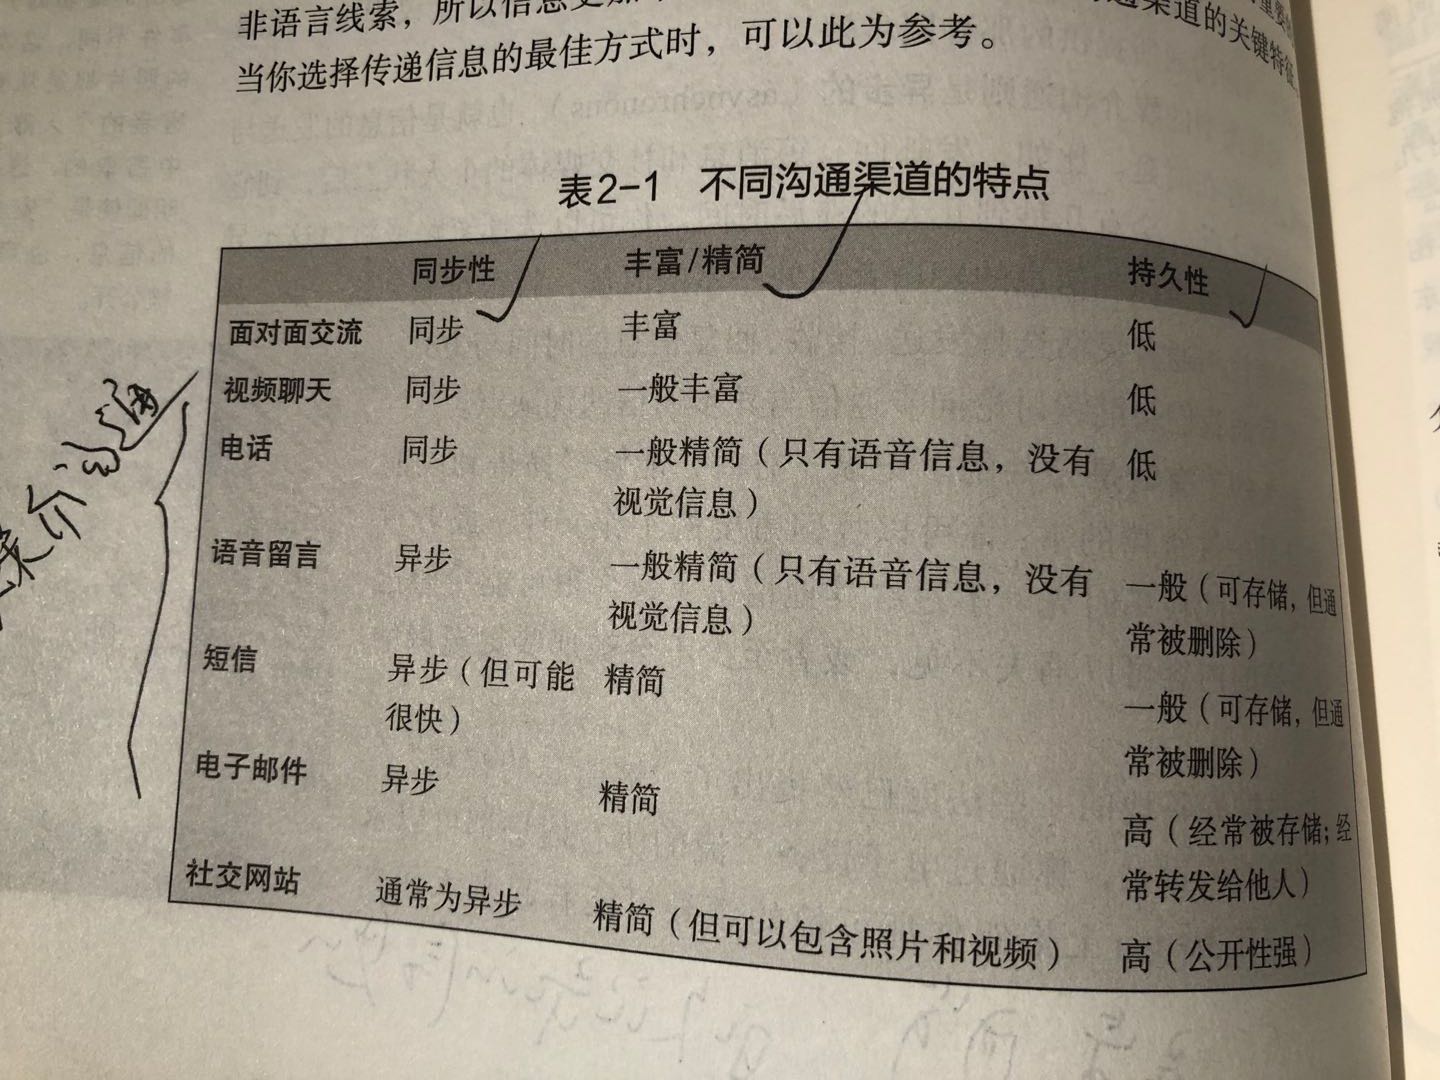 非语言线索，所以信息更加
渠道的关键特征
当你选择传递信息的最佳方式时，可以此为参考。
表2-1 不同沟通渠道的特点
同步性 丰富/精简 持久性
面对面交流 同步 丰富 低
视频聊天 同步 一般丰富 低
电话 同步 一般精简（只有语音信息，没有 低
视觉信息）
语音留言 异步 一般精简（只有语音信息，没有 一般（可存储，但通
视觉信息） 常被删除）
短信 异步（但可能 精简 一般（可存储，但通
很快） 常被删除）
电子邮件 异步 精简 高（经常被存储；经
常转发给他人）
社交网站 通常为异步 精简（但可以包含照片和视频） 高（公开性强）
介沟通